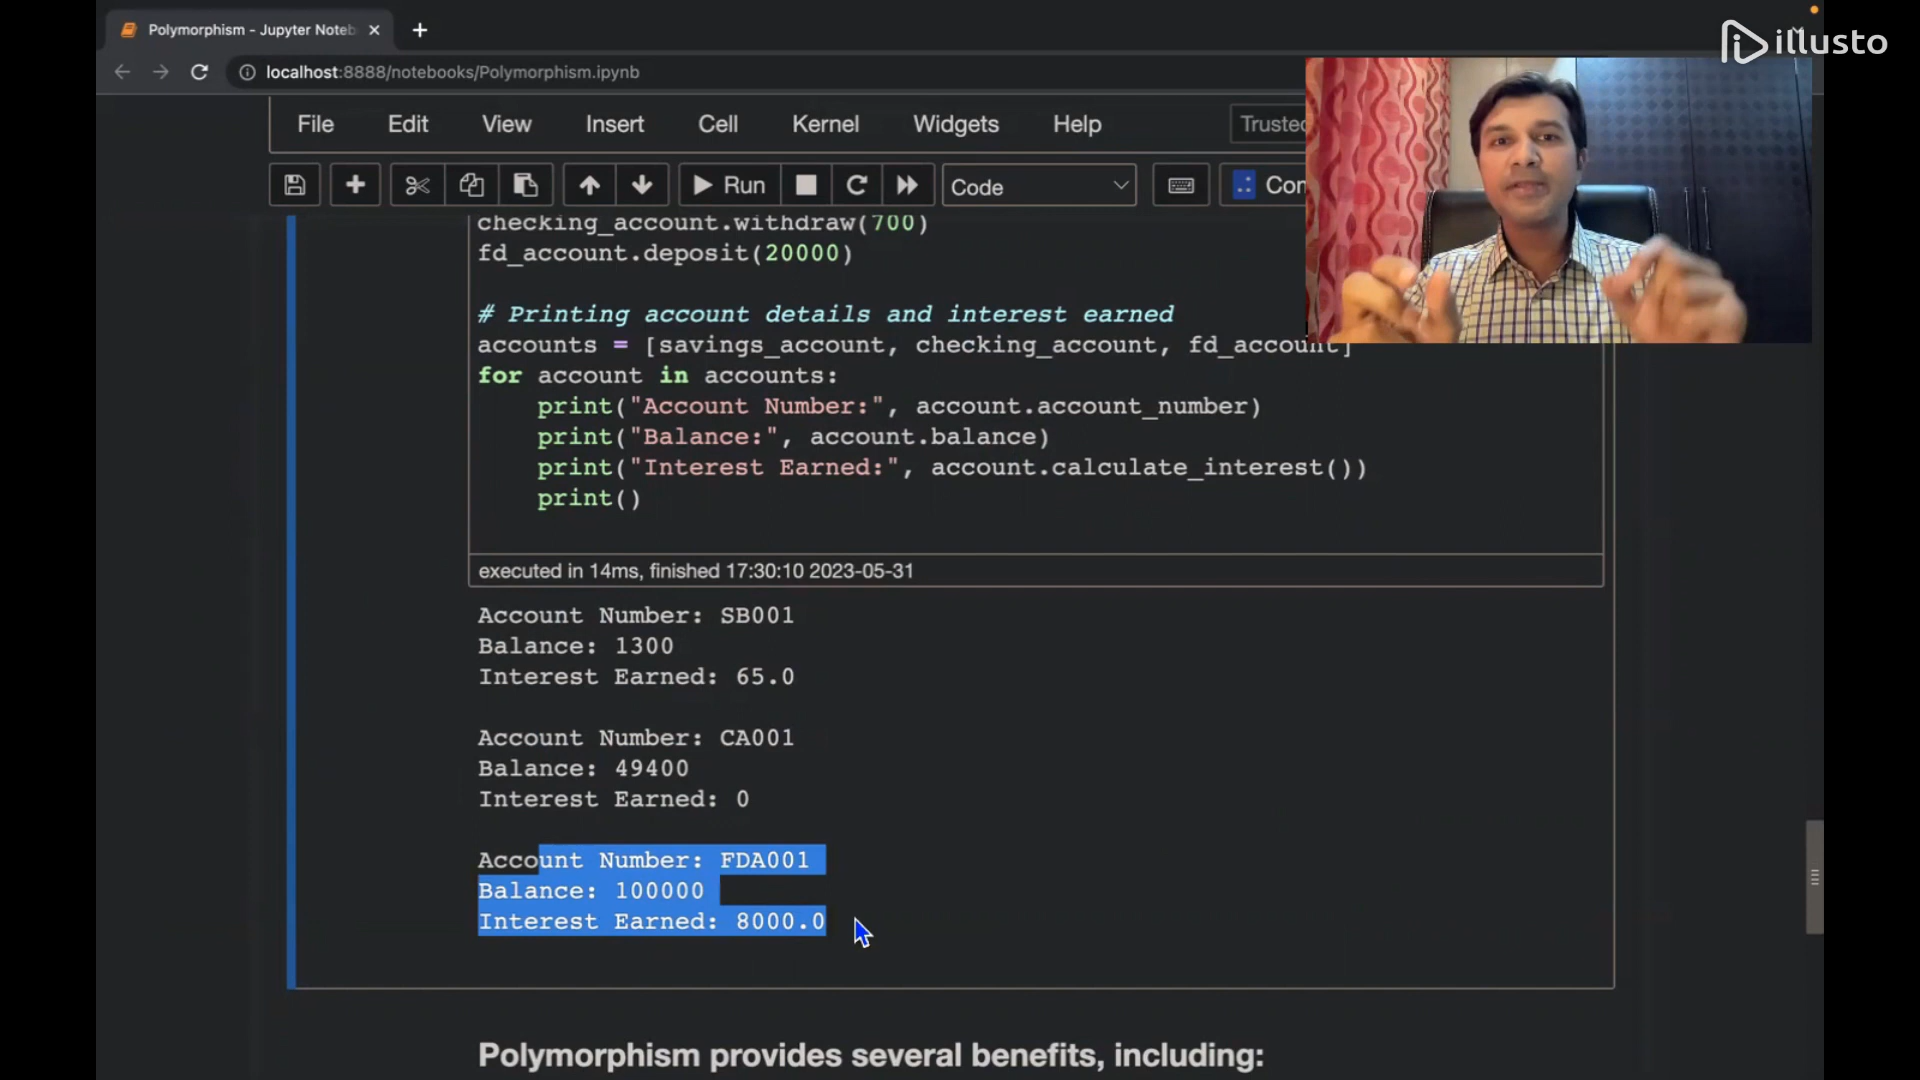 Polymorphism - Jupyter Noteb
illusto
localhost:8888/notebooks/Polymorphism.ipynb
File Edit View Insert Cell Kernel Widgets Help Trusted
Run Code Com
checking_account.withdraw(700)
fd_account.deposit(20000)
# Printing account details and interest earned
accounts = [savings_account, checking_account, fd_account]
for account in accounts:
print("Account Number:", account.account_number)
print("Balance:", account.balance)
print("Interest Earned:", account.calculate_interest())
print()
executed in 14ms, finished 17:30:10 2023-05-31
Account Number: SB001
Balance: 1300
Interest Earned: 65.0
Account Number: CA001
Balance: 49400
Interest Earned: 0
Account Number: FDA001
Balance: 100000
Interest Earned: 8000.0
Polymorphism provides several benefits, including: